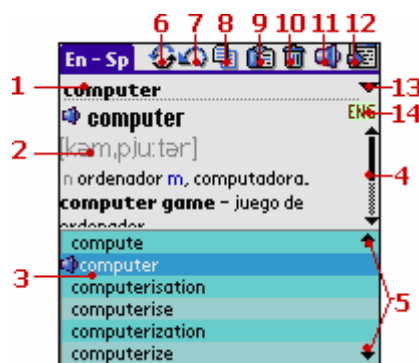 6 7 8 9 10 11 12
En - Sp
1 computer 13
computer ENG 14
2 [kəm,pju:tər]
n ordenador m, computadora. 4
computer game - juego de
ordenador
compute
3 computer
computerisation 5
computerise
computerization
computerize